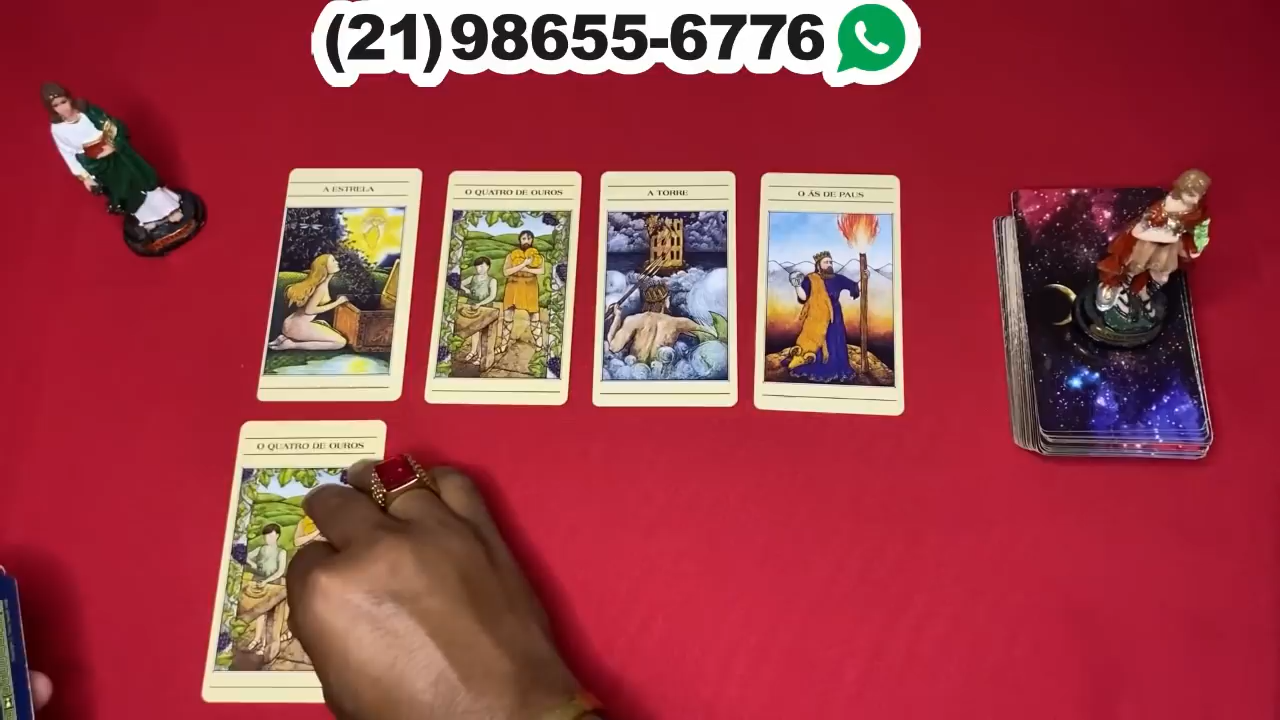 (21)98655-6776
A ESTRELA
O QUATRO DE OUROS
A TORRE
O ÁS DE PAUS
O QUATRO DE OUROS